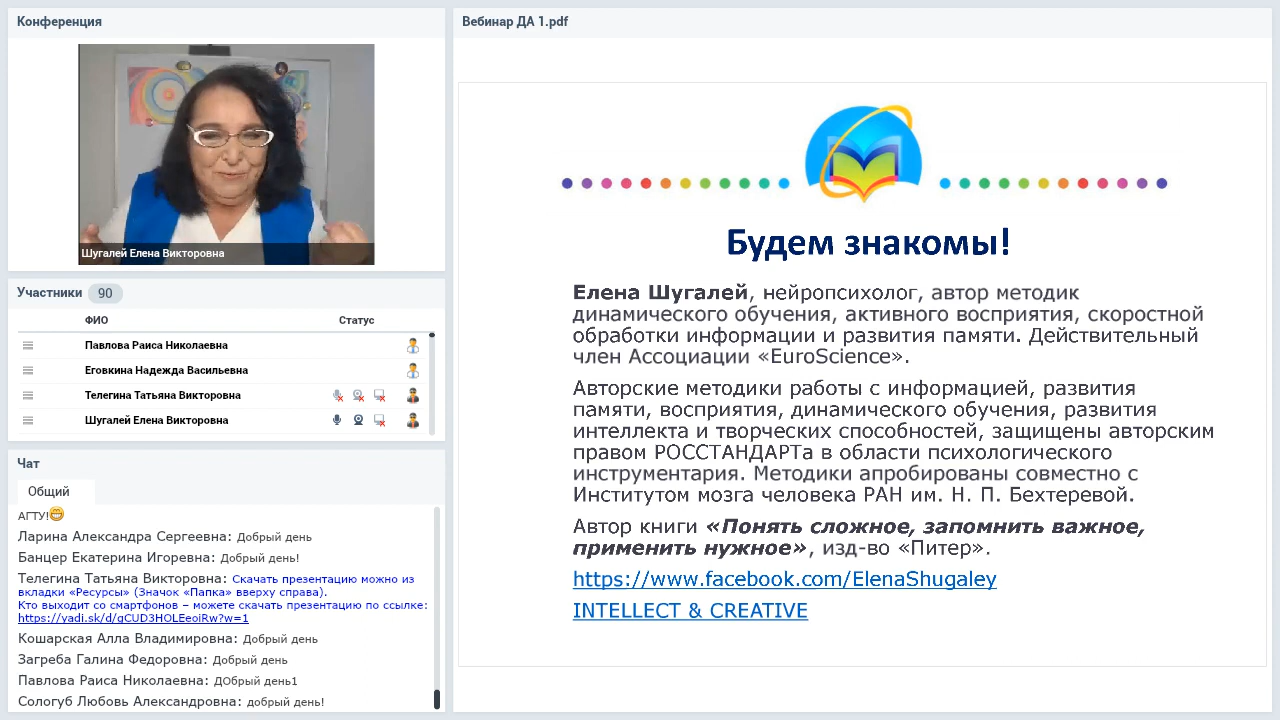 Конференция
Шугалей Елена Викторовна
Участники 90
ФИО Статус
Павлова Раиса Николаевна
Еговкина Надежда Васильевна
Телегина Татьяна Викторовна
Шугалей Елена Викторовна
Чат
Общий
АГТУ!
Ларина Александра Сергеевна: Добрый день
Банцер Екатерина Игоревна: Добрый день!
Телегина Татьяна Викторовна: Скачать презентацию можно из
вкладки «Ресурсы» (Значок «Папка» вверху справа).
Кто выходит со смартфонов – можете скачать презентацию по ссылке:
https://yadi.sk/d/gCUD3HOLEeoiRw?w=1
Кошарская Алла Владимировна: Добрый день
Загреба Галина Федоровна: Добрый день
Павлова Раиса Николаевна: ДОбрый день1
Сологуб Любовь Александровна: добрый день!
Вебинар ДА 1.pdf
Будем знакомы!
Елена Шугалей, нейропсихолог, автор методик
динамического обучения, активного восприятия, скоростной
обработки информации и развития памяти. Действительный
член Ассоциации «EuroScience».
Авторские методики работы с информацией, развития
памяти, восприятия, динамического обучения, развития
интеллекта и творческих способностей, защищены авторским
правом РОССТАНДАРТа в области психологического
инструментария. Методики апробированы совместно с
Институтом мозга человека РАН им. Н. П. Бехтеревой.
Автор книги «Понять сложное, запомнить важное,
применить нужное», изд-во «Питер».
https://www.facebook.com/ElenaShugaley
INTELLECT & CREATIVE